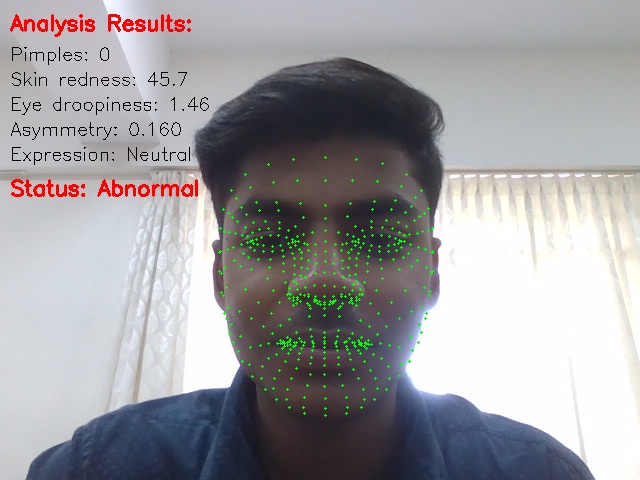 Analysis Results:
Pimples: 0
Skin redness: 45.7
Eye droopiness: 1.46
Asymmetry: 0.160
Expression: Neutral
Status: Abnormal